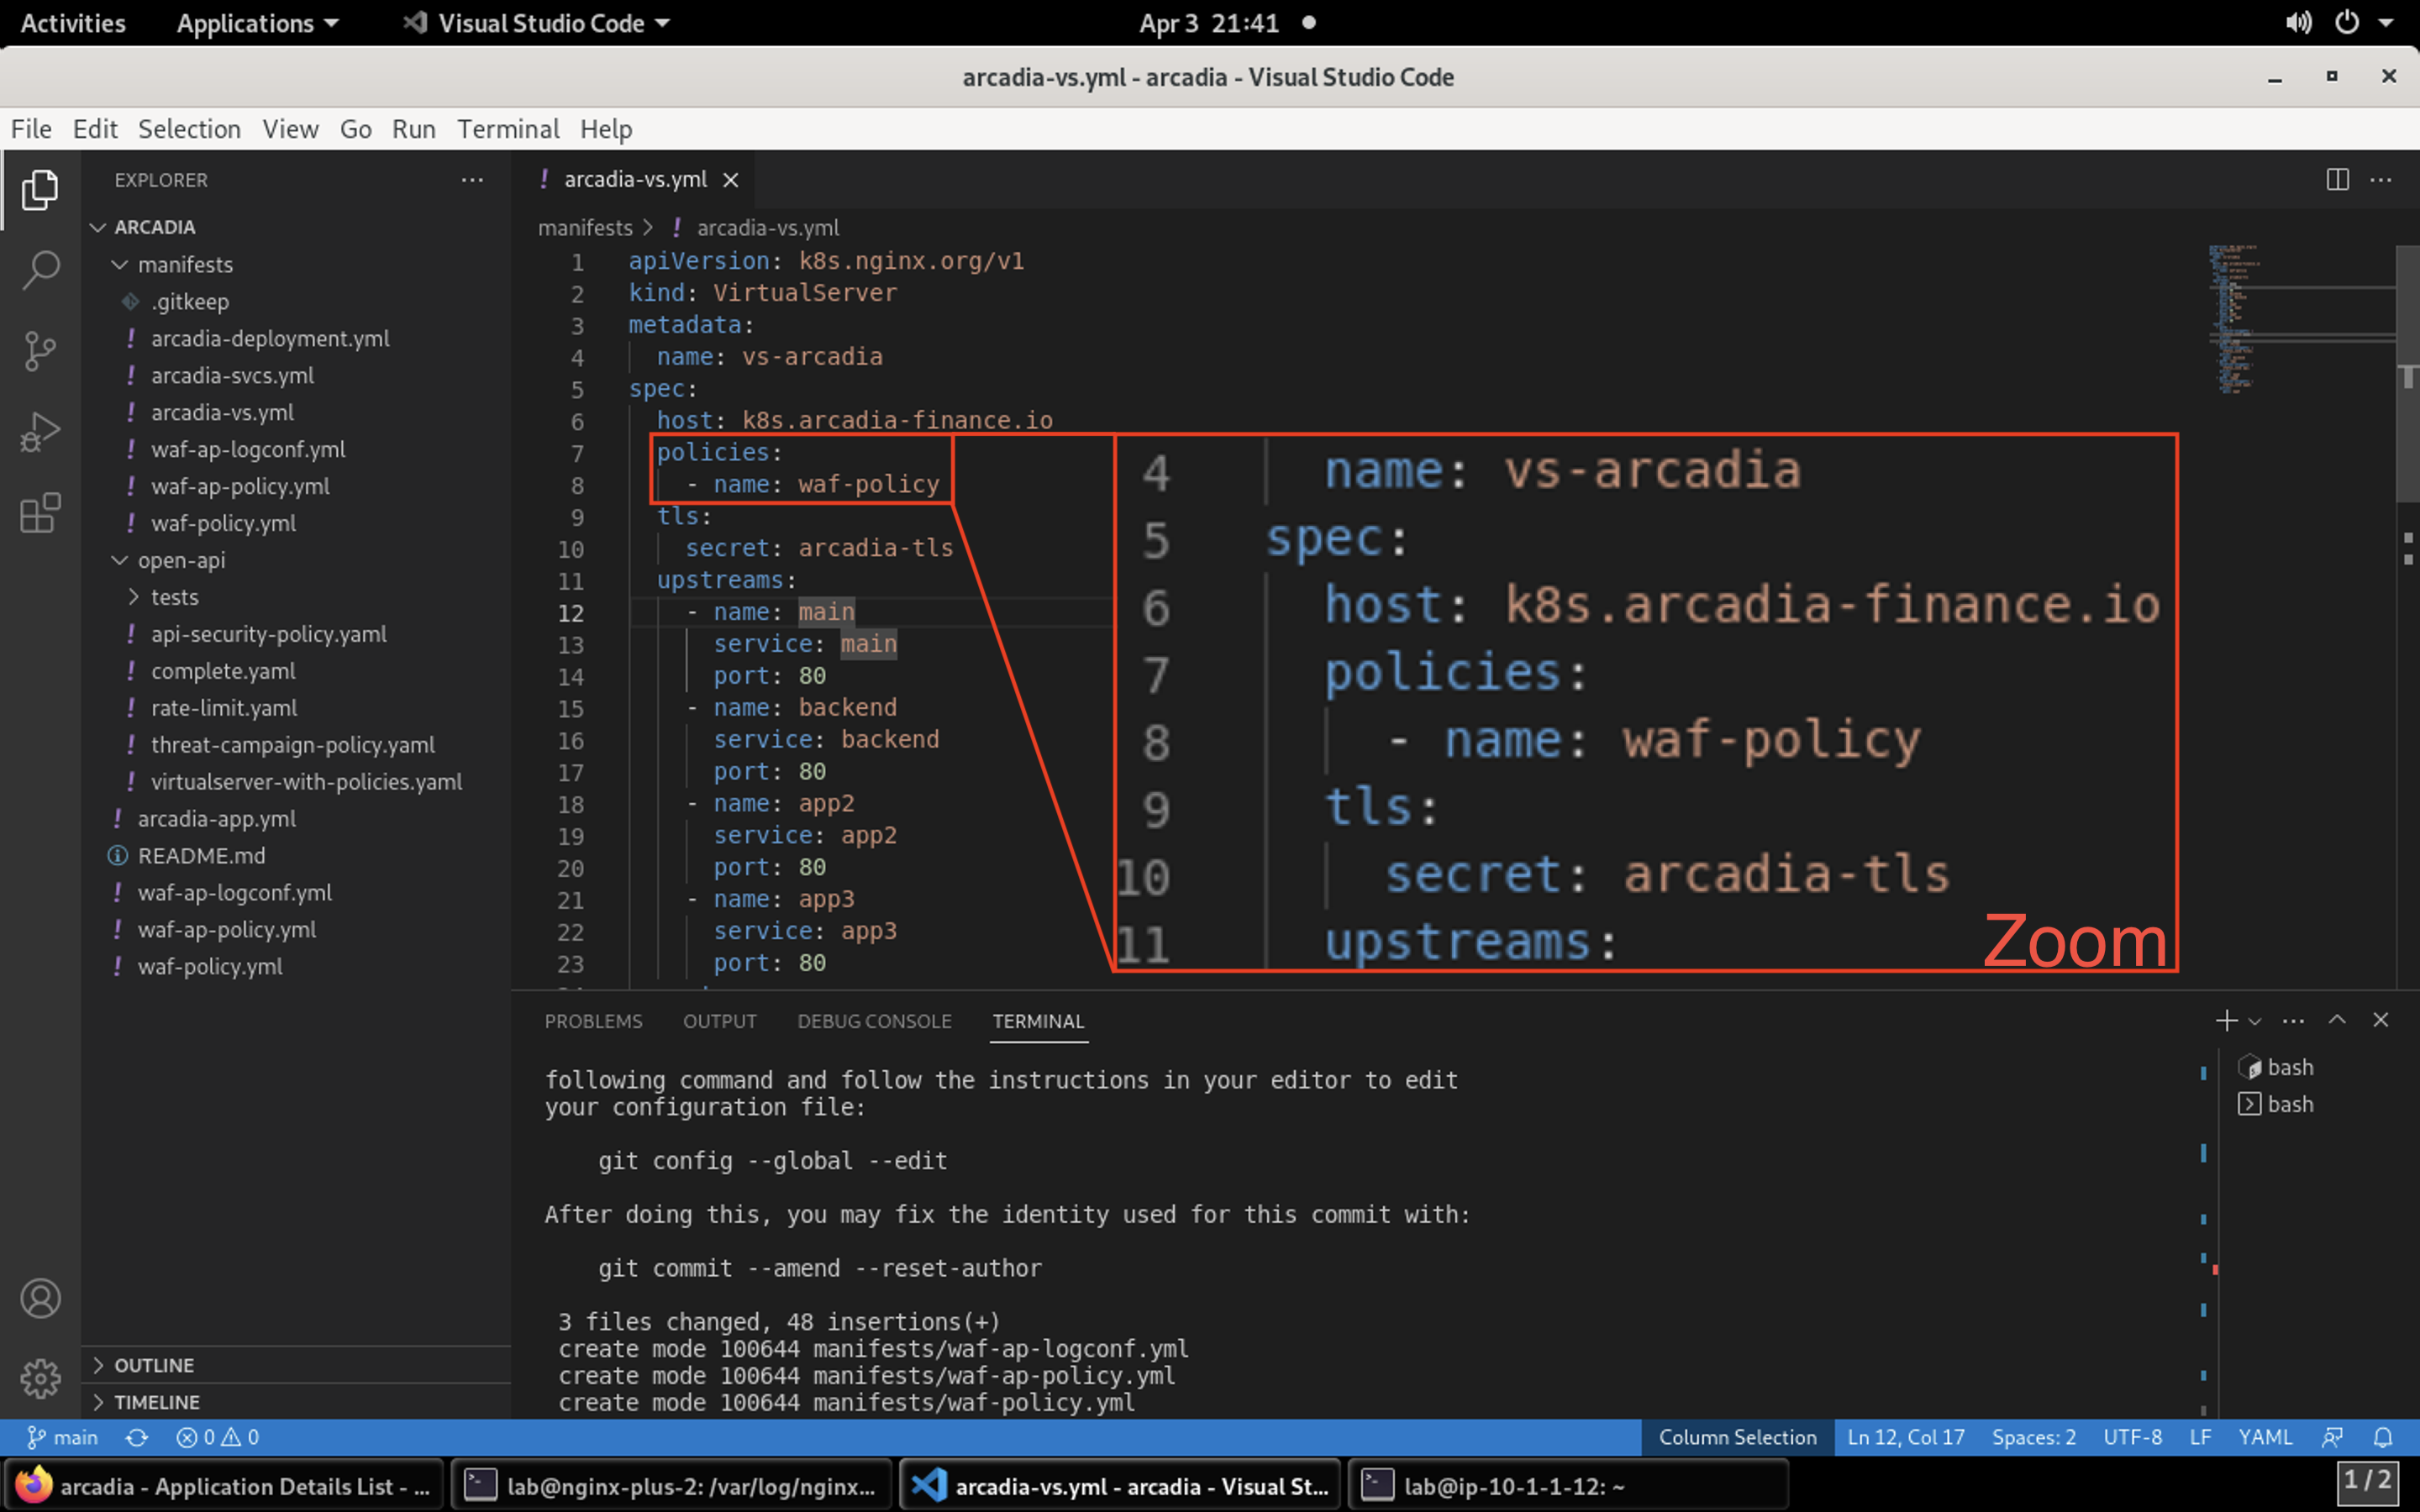 Activities Applications Visual Studio Code Apr 3 21:41
arcadia-vs.yml - arcadia - Visual Studio Code
File Edit Selection View Go Run Terminal Help
EXPLORER ···
ARCADIA
manifests
.gitkeep
! arcadia-deployment.yml
! arcadia-svcs.yml
! arcadia-vs.yml
! waf-ap-logconf.yml
! waf-ap-policy.yml
! waf-policy.yml
open-api
tests
! api-security-policy.yaml
! complete.yaml
! rate-limit.yaml
! threat-campaign-policy.yaml
! virtualserver-with-policies.yaml
! arcadia-app.yml
README.md
! waf-ap-logconf.yml
! waf-ap-policy.yml
! waf-policy.yml
OUTLINE
TIMELINE
! arcadia-vs.yml
manifests > ! arcadia-vs.yml
1 apiVersion: k8s.nginx.org/v1
2 kind: VirtualServer
3 metadata:
4 name: vs-arcadia
5 spec:
6 host: k8s.arcadia-finance.io
7 policies:
8 - name: waf-policy
9 tls:
10 secret: arcadia-tls
11 upstreams:
12 - name: main
13 service: main
14 port: 80
15 - name: backend
16 service: backend
17 port: 80
18 - name: app2
19 service: app2
20 port: 80
21 - name: app3
22 service: app3
23 port: 80
4 name: vs-arcadia
5 spec:
6 host: k8s.arcadia-finance.io
7 policies:
8 - name: waf-policy
9 tls:
10 secret: arcadia-tls
11 upstreams:
Zoom
PROBLEMS OUTPUT DEBUG CONSOLE TERMINAL
following command and follow the instructions in your editor to edit
your configuration file:
git config --global --edit
After doing this, you may fix the identity used for this commit with:
git commit --amend --reset-author
3 files changed, 48 insertions(+)
create mode 100644 manifests/waf-ap-logconf.yml
create mode 100644 manifests/waf-ap-policy.yml
create mode 100644 manifests/waf-policy.yml
bash
bash
main 0 0 Column Selection Ln 12, Col 17 Spaces: 2 UTF-8 LF YAML
arcadia - Application Details List - ... lab@nginx-plus-2: /var/log/nginx... arcadia-vs.yml - arcadia - Visual St... lab@ip-10-1-1-12: ~ 1 / 2